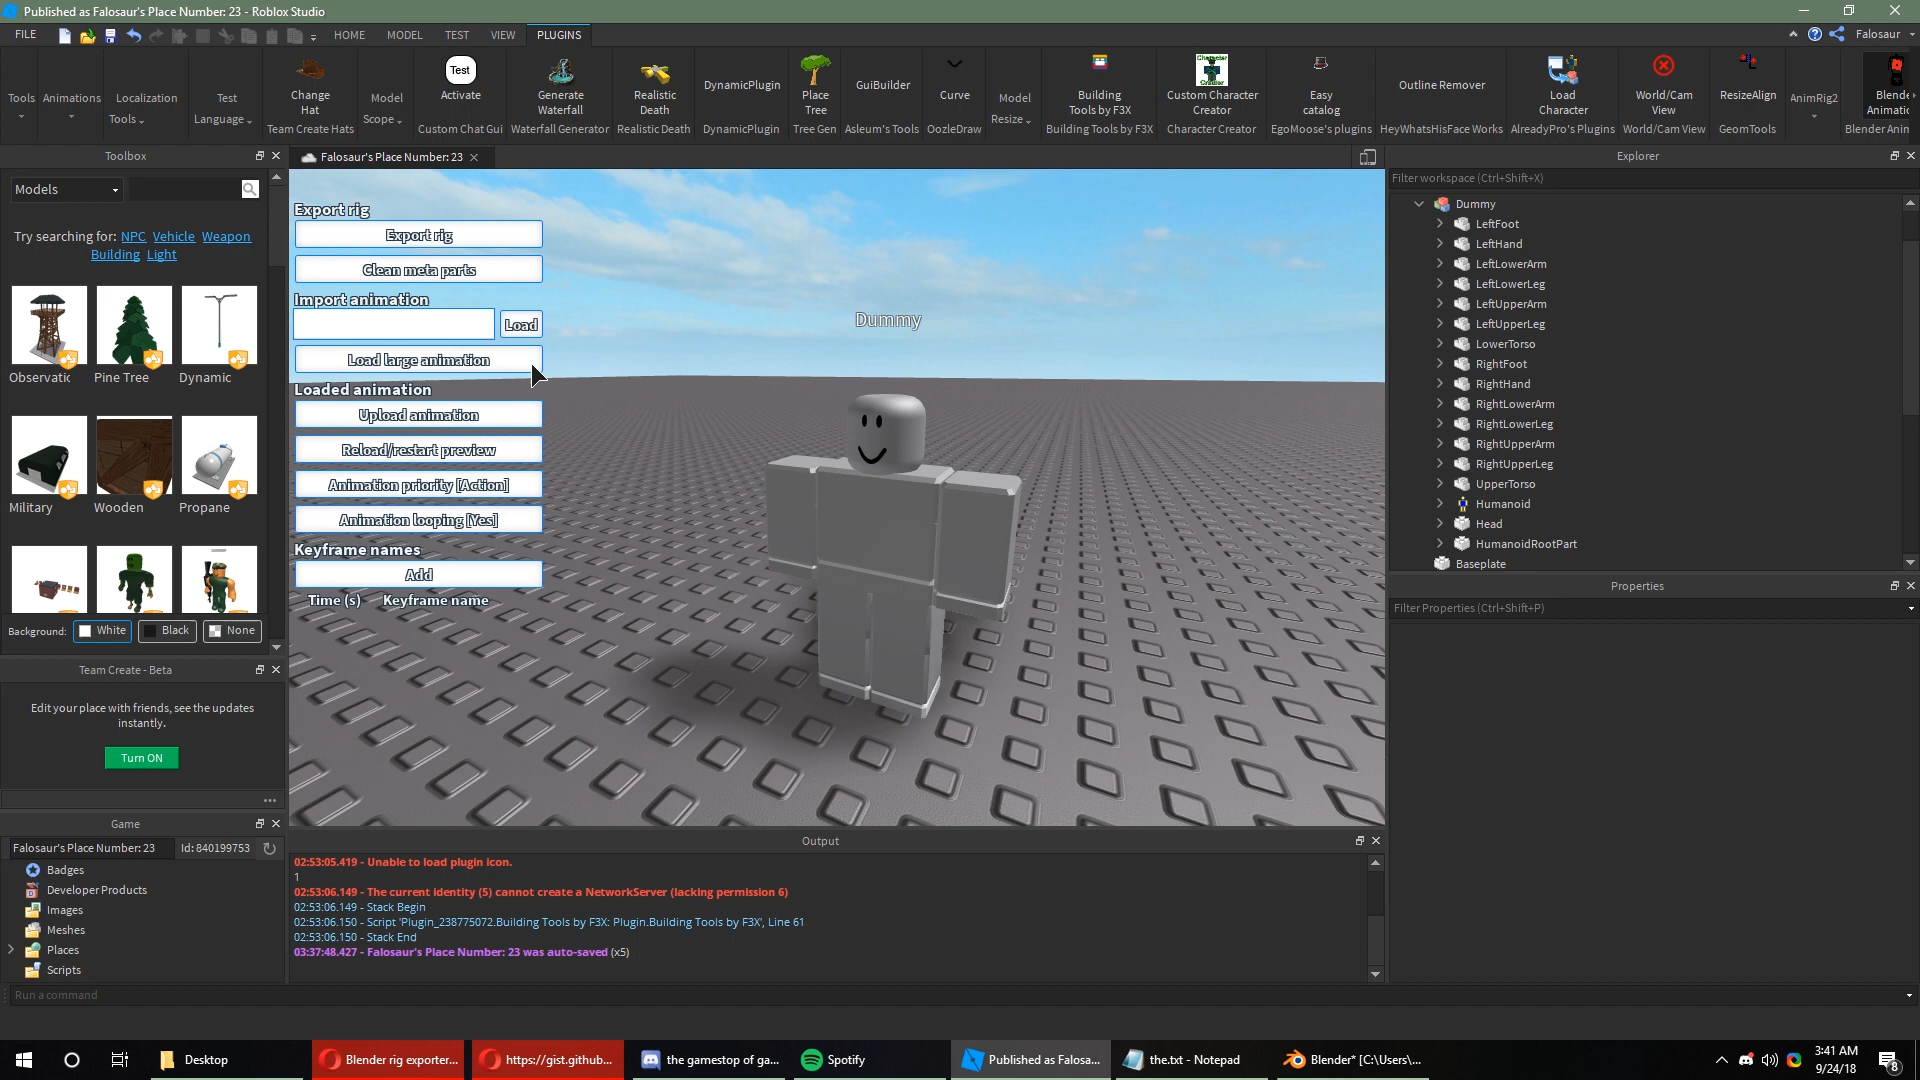 Published as Falosaur's Place Number: 23 - Roblox Studio
FILE
HOME
MODEL
TEST
VIEW
PLUGINS
Falosaur
Tools
Animations
Localization
Tools
Test
Language
Change
Hat
Team Create Hats
Model
Scope
Test
Activate
Custom Chat Gui
Generate
Waterfall
Waterfall Generator
Realistic
Death
Realistic Death
DynamicPlugin
DynamicPlugin
Place
Tree
Tree Gen
GuiBuilder
Asleum's Tools
Curve
OozleDraw
Model
Resize
Building
Tools by F3X
Building Tools by F3X
Custom Character
Creator
Character Creator
Easy
catalog
EgoMoose's plugins
Outline Remover
HeyWhatsHisFace Works
Load
Character
AlreadyPro's Plugins
World/Cam
View
World/Cam View
ResizeAlign
GeomTools
AnimRig2
Blende
Animatic
Blender Anin
Toolbox
Models
Try searching for: NPC Vehicle Weapon
Building Light
Observatic
Pine Tree
Dynamic
Military
Wooden
Propane
Background:
White
Black
None
Team Create - Beta
Edit your place with friends, see the updates
instantly.
Turn ON
Game
Falosaur's Place Number: 23
Id: 840199753
Badges
Developer Products
Images
Meshes
Places
Scripts
Run a command
Falosaur's Place Number: 23
Export rig
Export rig
Clean meta parts
Import animation
Load
Load large animation
Loaded animation
Upload animation
Reload/restart preview
Animation priority [Action]
Animation looping [Yes]
Keyframe names
Add
Time (s) Keyframe name
Dummy
Output
02:53:05.419 - Unable to load plugin icon.
1
02:53:06.149 - The current identity (5) cannot create a NetworkServer (lacking permission 6)
02:53:06.149 - Stack Begin
02:53:06.150 - Script 'Plugin_238775072.Building Tools by F3X: Plugin.Building Tools by F3X', Line 61
02:53:06.150 - Stack End
03:37:48.427 - Falosaur's Place Number: 23 was auto-saved (x5)
Explorer
Filter workspace (Ctrl+Shift+X)
Dummy
LeftFoot
LeftHand
LeftLowerArm
LeftLowerLeg
LeftUpperArm
LeftUpperLeg
LowerTorso
RightFoot
RightHand
RightLowerArm
RightLowerLeg
RightUpperArm
RightUpperLeg
UpperTorso
Humanoid
Head
HumanoidRootPart
Baseplate
Properties
Filter Properties (Ctrl+Shift+P)
Desktop
Blender rig exporter...
https://gist.github...
the gamestop of ga...
Spotify
Published as Falosa...
the.txt - Notepad
Blender* [C:\Users\...
3:41 AM
9/24/18
8